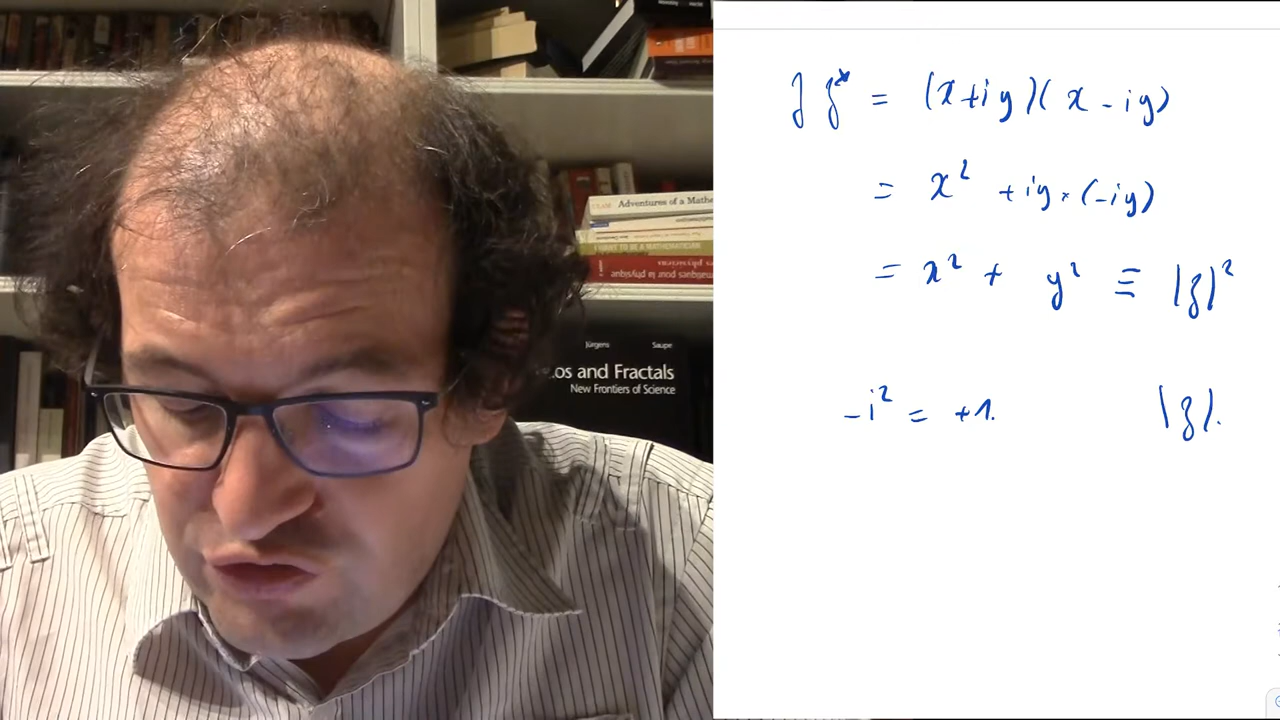 Adventures of a Mathe
I WANT TO BE A MATHEMATICIAN
Jürgens Saupe
os and Fractals
New Frontiers of Science
z z* = (x+iy)(x-iy)
= x² + iy × (-iy)
= x² + y² ≡ |z|²
-i² = +1. |z|.